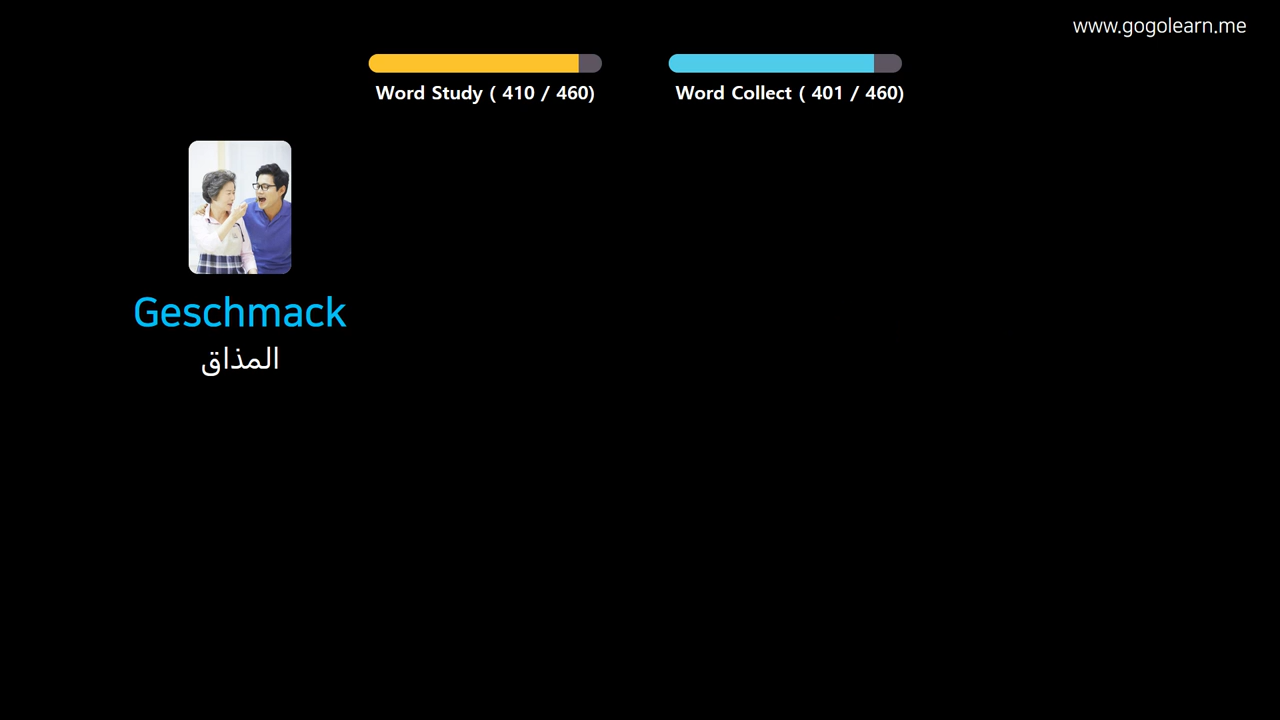 www.gogolearn.me
Word Study ( 410 / 460)
Word Collect ( 401 / 460)
Geschmack
المذاق